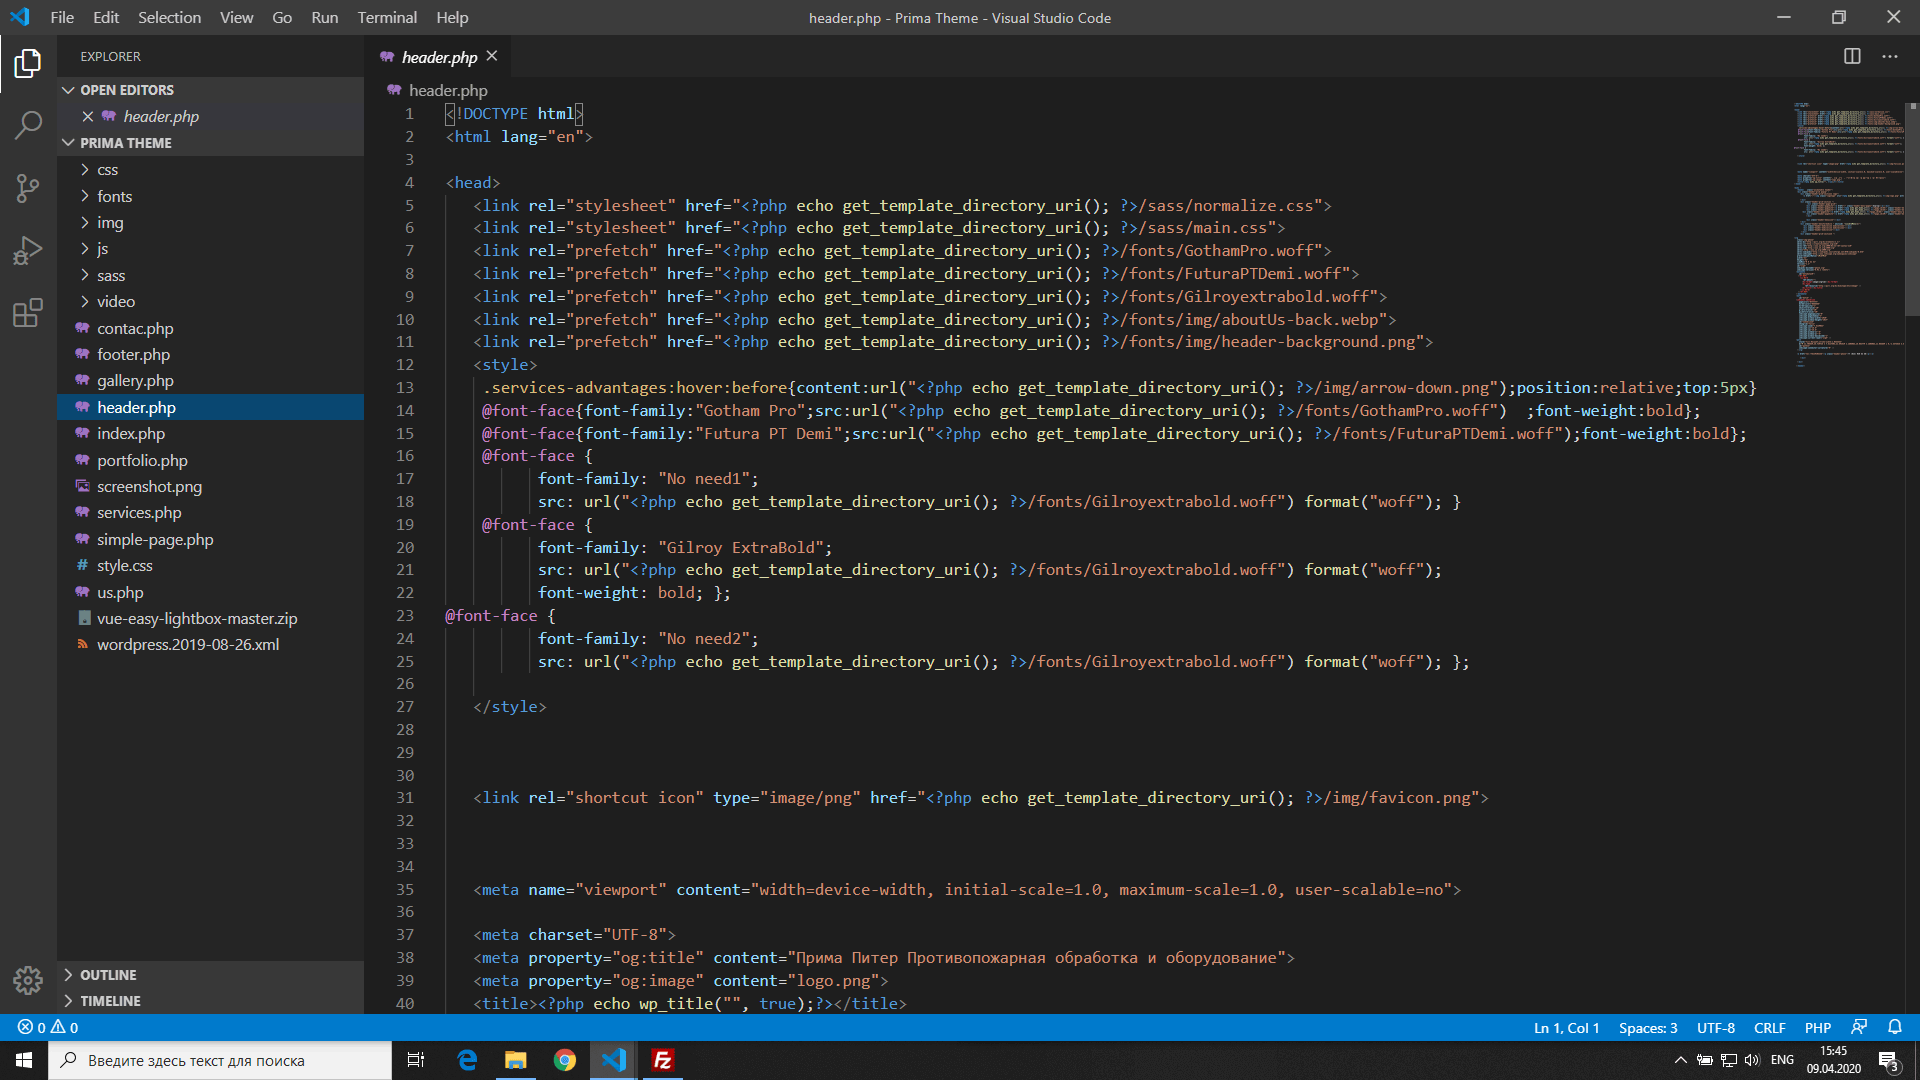 File Edit Selection View Go Run Terminal Help
header.php - Prima Theme - Visual Studio Code
EXPLORER
OPEN EDITORS
header.php
PRIMA THEME
css
fonts
img
js
sass
video
contac.php
footer.php
gallery.php
header.php
index.php
portfolio.php
screenshot.png
services.php
simple-page.php
style.css
us.php
vue-easy-lightbox-master.zip
wordpress.2019-08-26.xml
OUTLINE
TIMELINE
header.php
header.php
1 <!DOCTYPE html>
2 <html lang="en">
3
4 <head>
5 <link rel="stylesheet" href="<?php echo get_template_directory_uri(); ?>/sass/normalize.css">
6 <link rel="stylesheet" href="<?php echo get_template_directory_uri(); ?>/sass/main.css">
7 <link rel="prefetch" href="<?php echo get_template_directory_uri(); ?>/fonts/GothamPro.woff">
8 <link rel="prefetch" href="<?php echo get_template_directory_uri(); ?>/fonts/FuturaPTDemi.woff">
9 <link rel="prefetch" href="<?php echo get_template_directory_uri(); ?>/fonts/Gilroyextrabold.woff">
10 <link rel="prefetch" href="<?php echo get_template_directory_uri(); ?>/fonts/img/aboutUs-back.webp">
11 <link rel="prefetch" href="<?php echo get_template_directory_uri(); ?>/fonts/img/header-background.png">
12 <style>
13 .services-advantages:hover:before{content:url("<?php echo get_template_directory_uri(); ?>/img/arrow-down.png");position:relative;top:5px}
14 @font-face{font-family:"Gotham Pro";src:url("<?php echo get_template_directory_uri(); ?>/fonts/GothamPro.woff")  ;font-weight:bold};
15 @font-face{font-family:"Futura PT Demi";src:url("<?php echo get_template_directory_uri(); ?>/fonts/FuturaPTDemi.woff");font-weight:bold};
16 @font-face {
17 font-family: "No need1";
18 src: url("<?php echo get_template_directory_uri(); ?>/fonts/Gilroyextrabold.woff") format("woff"); }
19 @font-face {
20 font-family: "Gilroy ExtraBold";
21 src: url("<?php echo get_template_directory_uri(); ?>/fonts/Gilroyextrabold.woff") format("woff");
22 font-weight: bold; };
23 @font-face {
24 font-family: "No need2";
25 src: url("<?php echo get_template_directory_uri(); ?>/fonts/Gilroyextrabold.woff") format("woff"); };
26
27 </style>
28
29
30
31 <link rel="shortcut icon" type="image/png" href="<?php echo get_template_directory_uri(); ?>/img/favicon.png">
32
33
34
35 <meta name="viewport" content="width=device-width, initial-scale=1.0, maximum-scale=1.0, user-scalable=no">
36
37 <meta charset="UTF-8">
38 <meta property="og:title" content="Прима Питер Противопожарная обработка и оборудование">
39 <meta property="og:image" content="logo.png">
40 <title><?php echo wp_title("", true);?></title>
0 0
Ln 1, Col 1 Spaces: 3 UTF-8 CRLF PHP
Введите здесь текст для поиска
ENG
15:45
09.04.2020
3